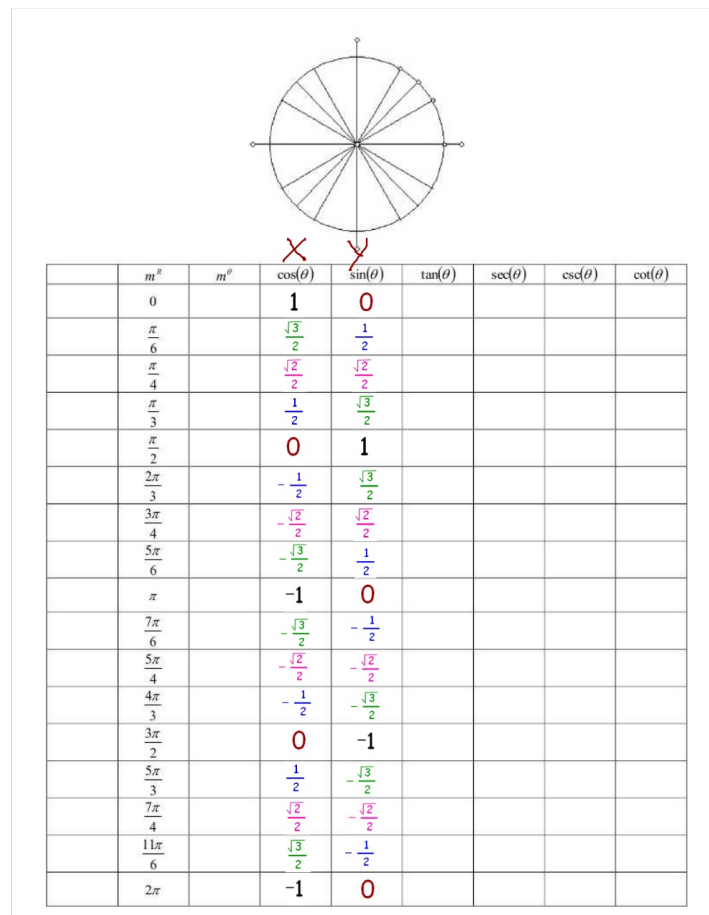 X y
m^R m^θ cos(θ) sin(θ) tan(θ) sec(θ) csc(θ) cot(θ)
0 1 0
π/6 √3/2 1/2
π/4 √2/2 √2/2
π/3 1/2 √3/2
π/2 0 1
2π/3 -1/2 √3/2
3π/4 -√2/2 √2/2
5π/6 -√3/2 1/2
π -1 0
7π/6 -√3/2 -1/2
5π/4 -√2/2 -√2/2
4π/3 -1/2 -√3/2
3π/2 0 -1
5π/3 1/2 -√3/2
7π/4 √2/2 -√2/2
11π/6 √3/2 -1/2
2π -1 0